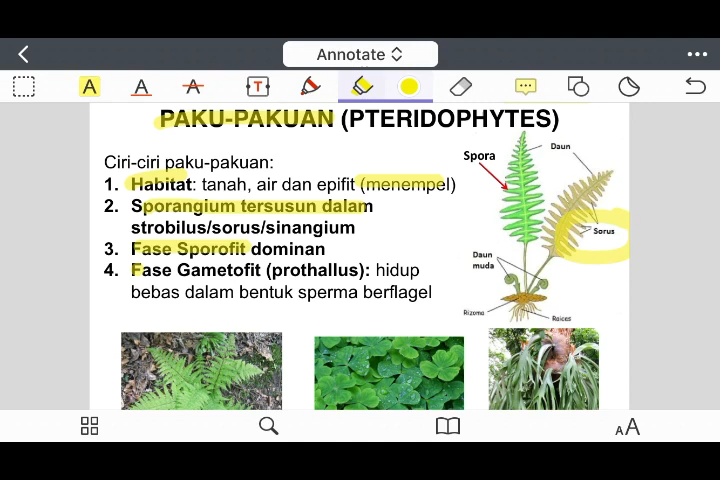 Annotate
A A A T
PAKU-PAKUAN (PTERIDOPHYTES)
Ciri-ciri paku-pakuan:
1. Habitat: tanah, air dan epifit (menempel)
2. Sporangium tersusun dalam
strobilus/sorus/sinangium
3. Fase Sporofit dominan
4. Fase Gametofit (prothallus): hidup
bebas dalam bentuk sperma berflagel
Spora
Daun
Sorus
Daun
muda
Rizoma
Raices
AA